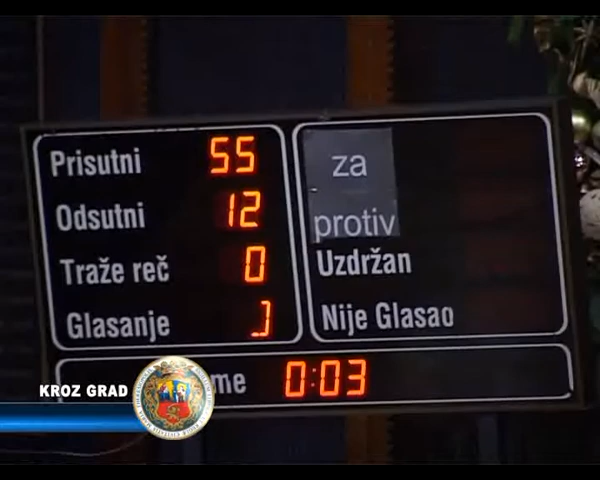 Prisutni 55
Odsutni 12
Traže reč 0
Glasanje
za
protiv
Uzdržan
Nije Glasao
me 0:03
KROZ GRAD